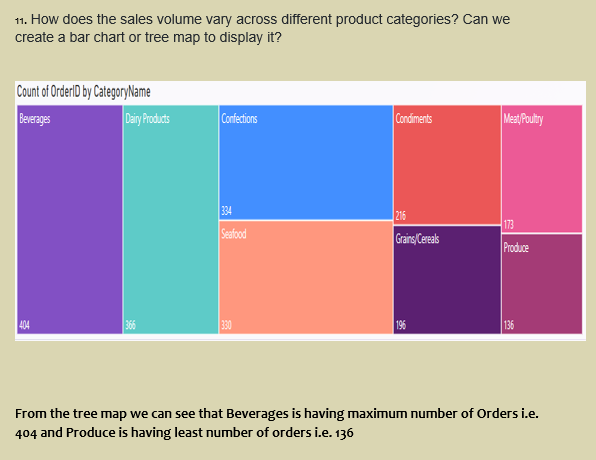 11. How does the sales volume vary across different product categories? Can we
create a bar chart or tree map to display it?
Count of OrderID by CategoryName
Beverages
404
Dairy Products
366
Confections
334
Seafood
330
Condiments
216
Grains/Cereals
196
Meat/Poultry
173
Produce
136
From the tree map we can see that Beverages is having maximum number of Orders i.e.
404 and Produce is having least number of orders i.e. 136